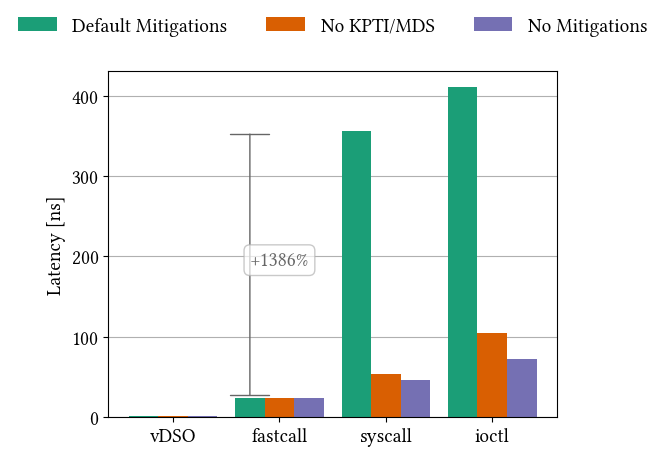 Default Mitigations No KPTI/MDS No Mitigations
400
300
200
100
0
Latency [ns]
+1386%
vDSO fastcall syscall ioctl